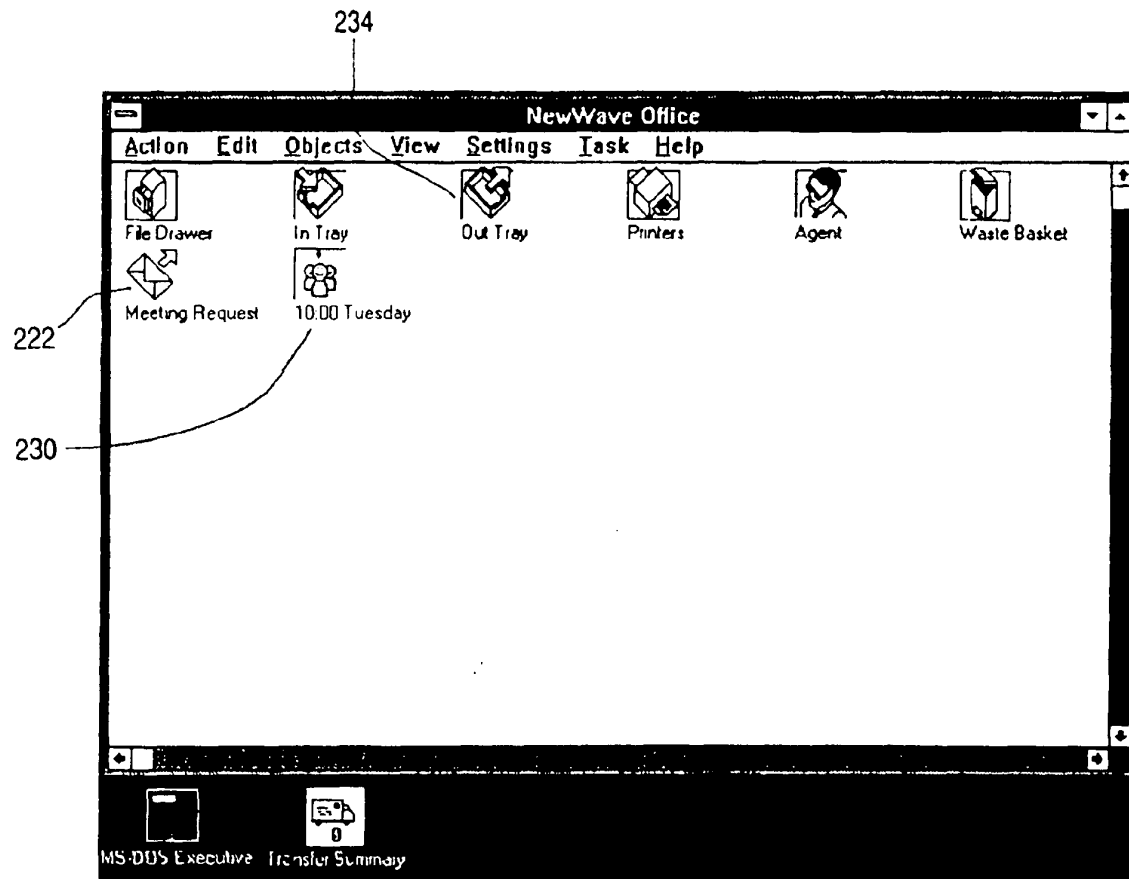 234
NewWave Office
Action Edit Objects View Settings Task Help
File Drawer In Tray Out Tray Printers Agent Waste Basket
Meeting Request 10:00 Tuesday
222
230
0
MS-DOS Executive Transfer Summary